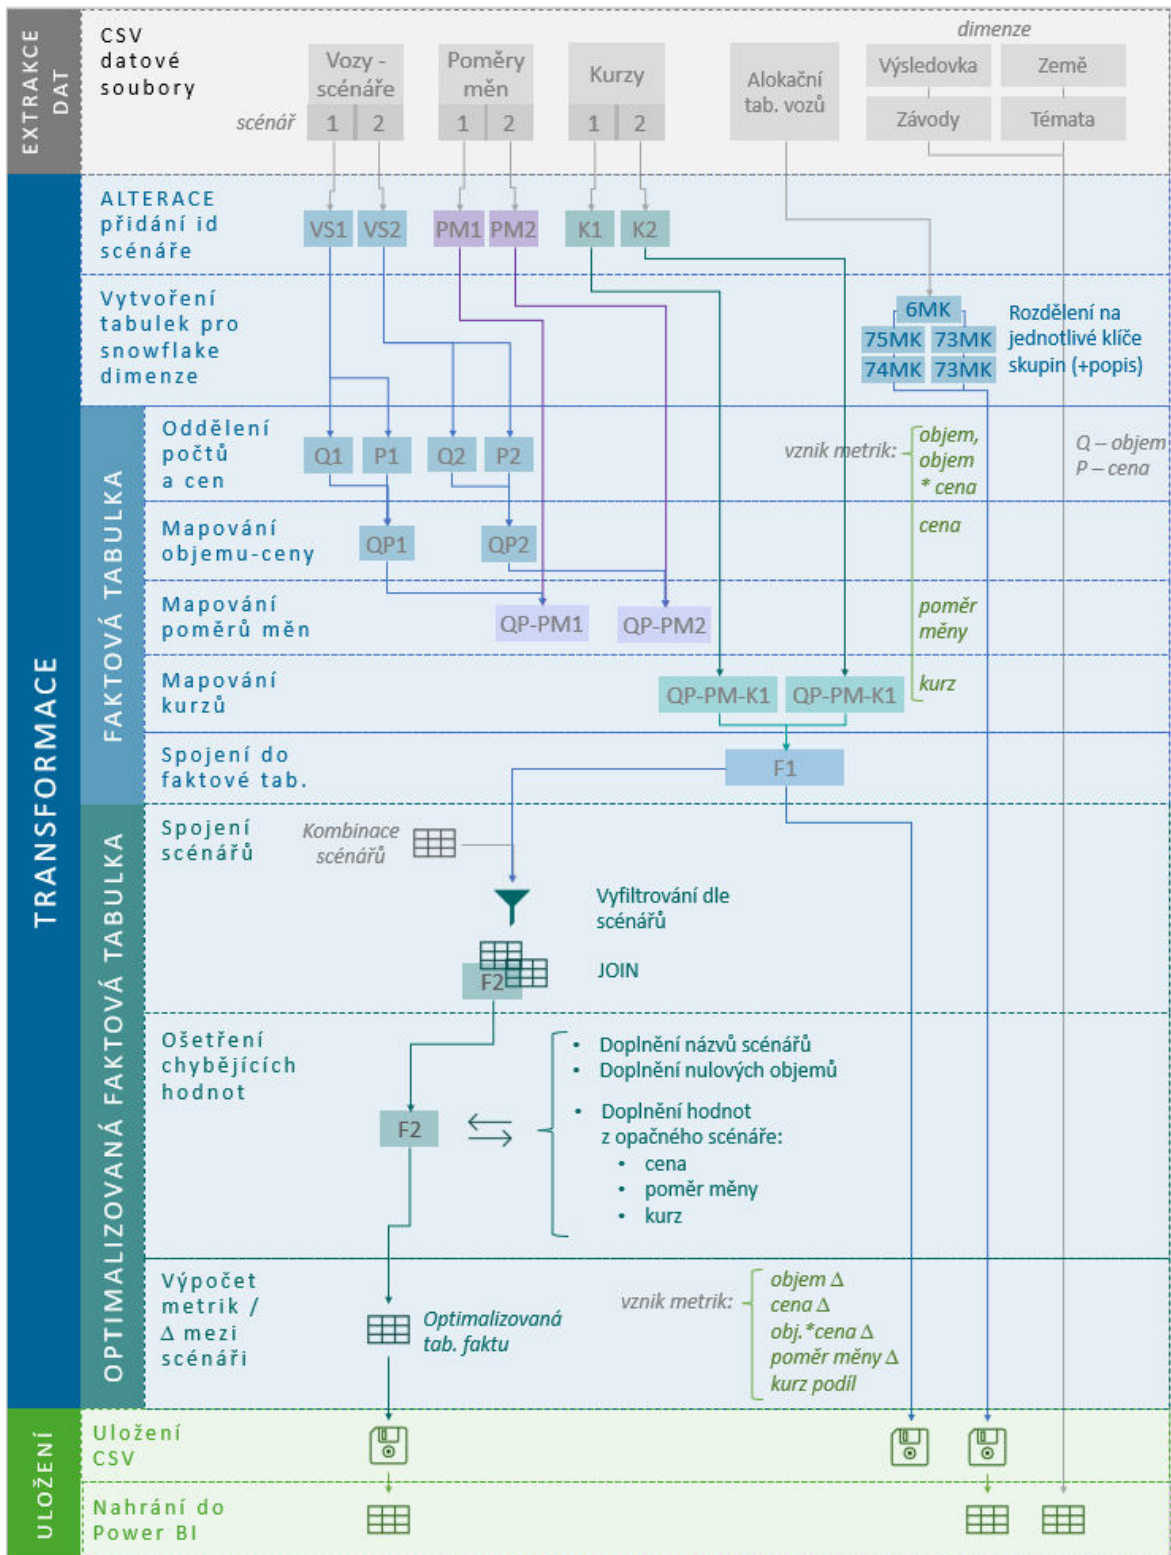 EXTRAKCE
DAT
CSV
datové
soubory
dimenze
Vozy -
scénáře
Poměry
měn
Kurzy
Alokační
tab. vozů
Výsledovka
Země
Závody
Témata
scénář
1
2
1
2
1
2
TRANSFORMACE
ALTERACE
přidání id
scénáře
VS1
VS2
PM1
PM2
K1
K2
Vytvoření
tabulek pro
snowflake
dimenze
6MK
75MK
73MK
74MK
73MK
Rozdělení na
jednotlivé klíče
skupin (+popis)
FAKTOVÁ TABULKA
Oddělení
počtů
a cen
Q1
P1
Q2
P2
vznik metrik:
objem,
objem
* cena
cena
poměr
měny
kurz
Q – objem
P – cena
Mapování
objemu-ceny
QP1
QP2
Mapování
poměrů měn
QP-PM1
QP-PM2
Mapování
kurzů
QP-PM-K1
QP-PM-K1
Spojení do
faktové tab.
F1
OPTIMALIZOVANÁ FAKTOVÁ TABULKA
Spojení
scénářů
Kombinace
scénářů
Vyfiltrování dle
scénářů
F2
JOIN
Ošetření
chybějících
hodnot
F2
• Doplnění názvů scénářů
• Doplnění nulových objemů
• Doplnění hodnot
z opačného scénáře:
• cena
• poměr měny
• kurz
Výpočet
metrik /
Δ mezi
scénáři
Optimalizovaná
tab. faktu
vznik metrik:
objem Δ
cena Δ
obj.*cena Δ
poměr měny Δ
kurz podíl
ULOŽENÍ
Uložení
CSV
Nahrání do
Power BI